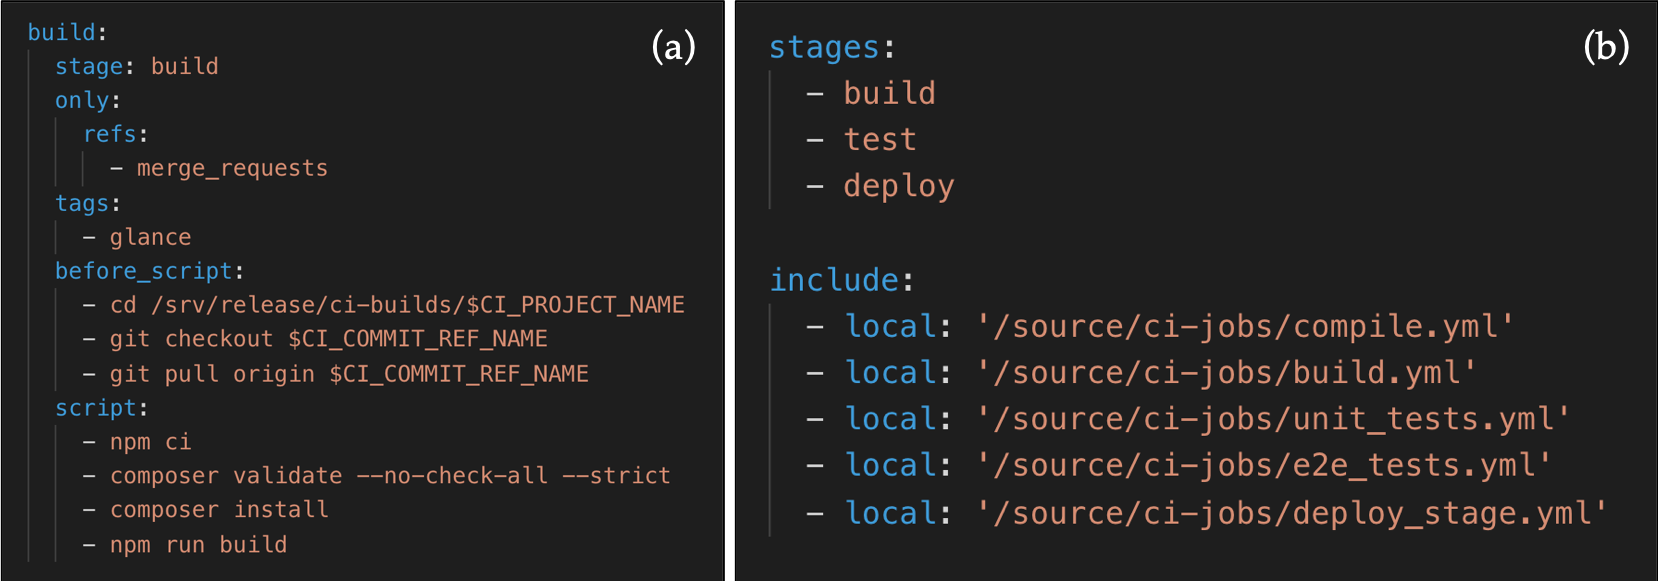 (a)
build:
  stage: build
  only:
    refs:
      - merge_requests
  tags:
    - glance
  before_script:
    - cd /srv/release/ci-builds/$CI_PROJECT_NAME
    - git checkout $CI_COMMIT_REF_NAME
    - git pull origin $CI_COMMIT_REF_NAME
  script:
    - npm ci
    - composer validate --no-check-all --strict
    - composer install
    - npm run build
(b)
stages:
  - build
  - test
  - deploy
include:
  - local: '/source/ci-jobs/compile.yml'
  - local: '/source/ci-jobs/build.yml'
  - local: '/source/ci-jobs/unit_tests.yml'
  - local: '/source/ci-jobs/e2e_tests.yml'
  - local: '/source/ci-jobs/deploy_stage.yml'